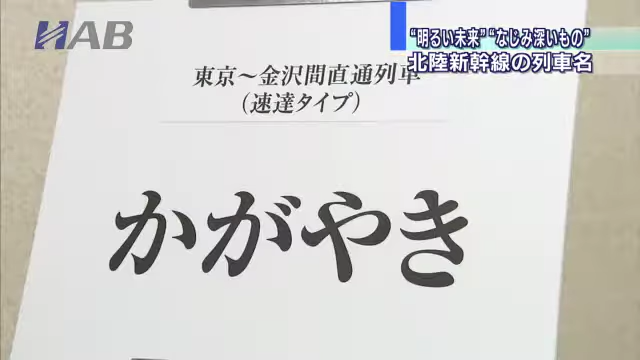 HAB
“明るい未来”“なじみ深いもの”
北陸新幹線の列車名
東京～金沢間直通列車
(速達タイプ)
かがやき